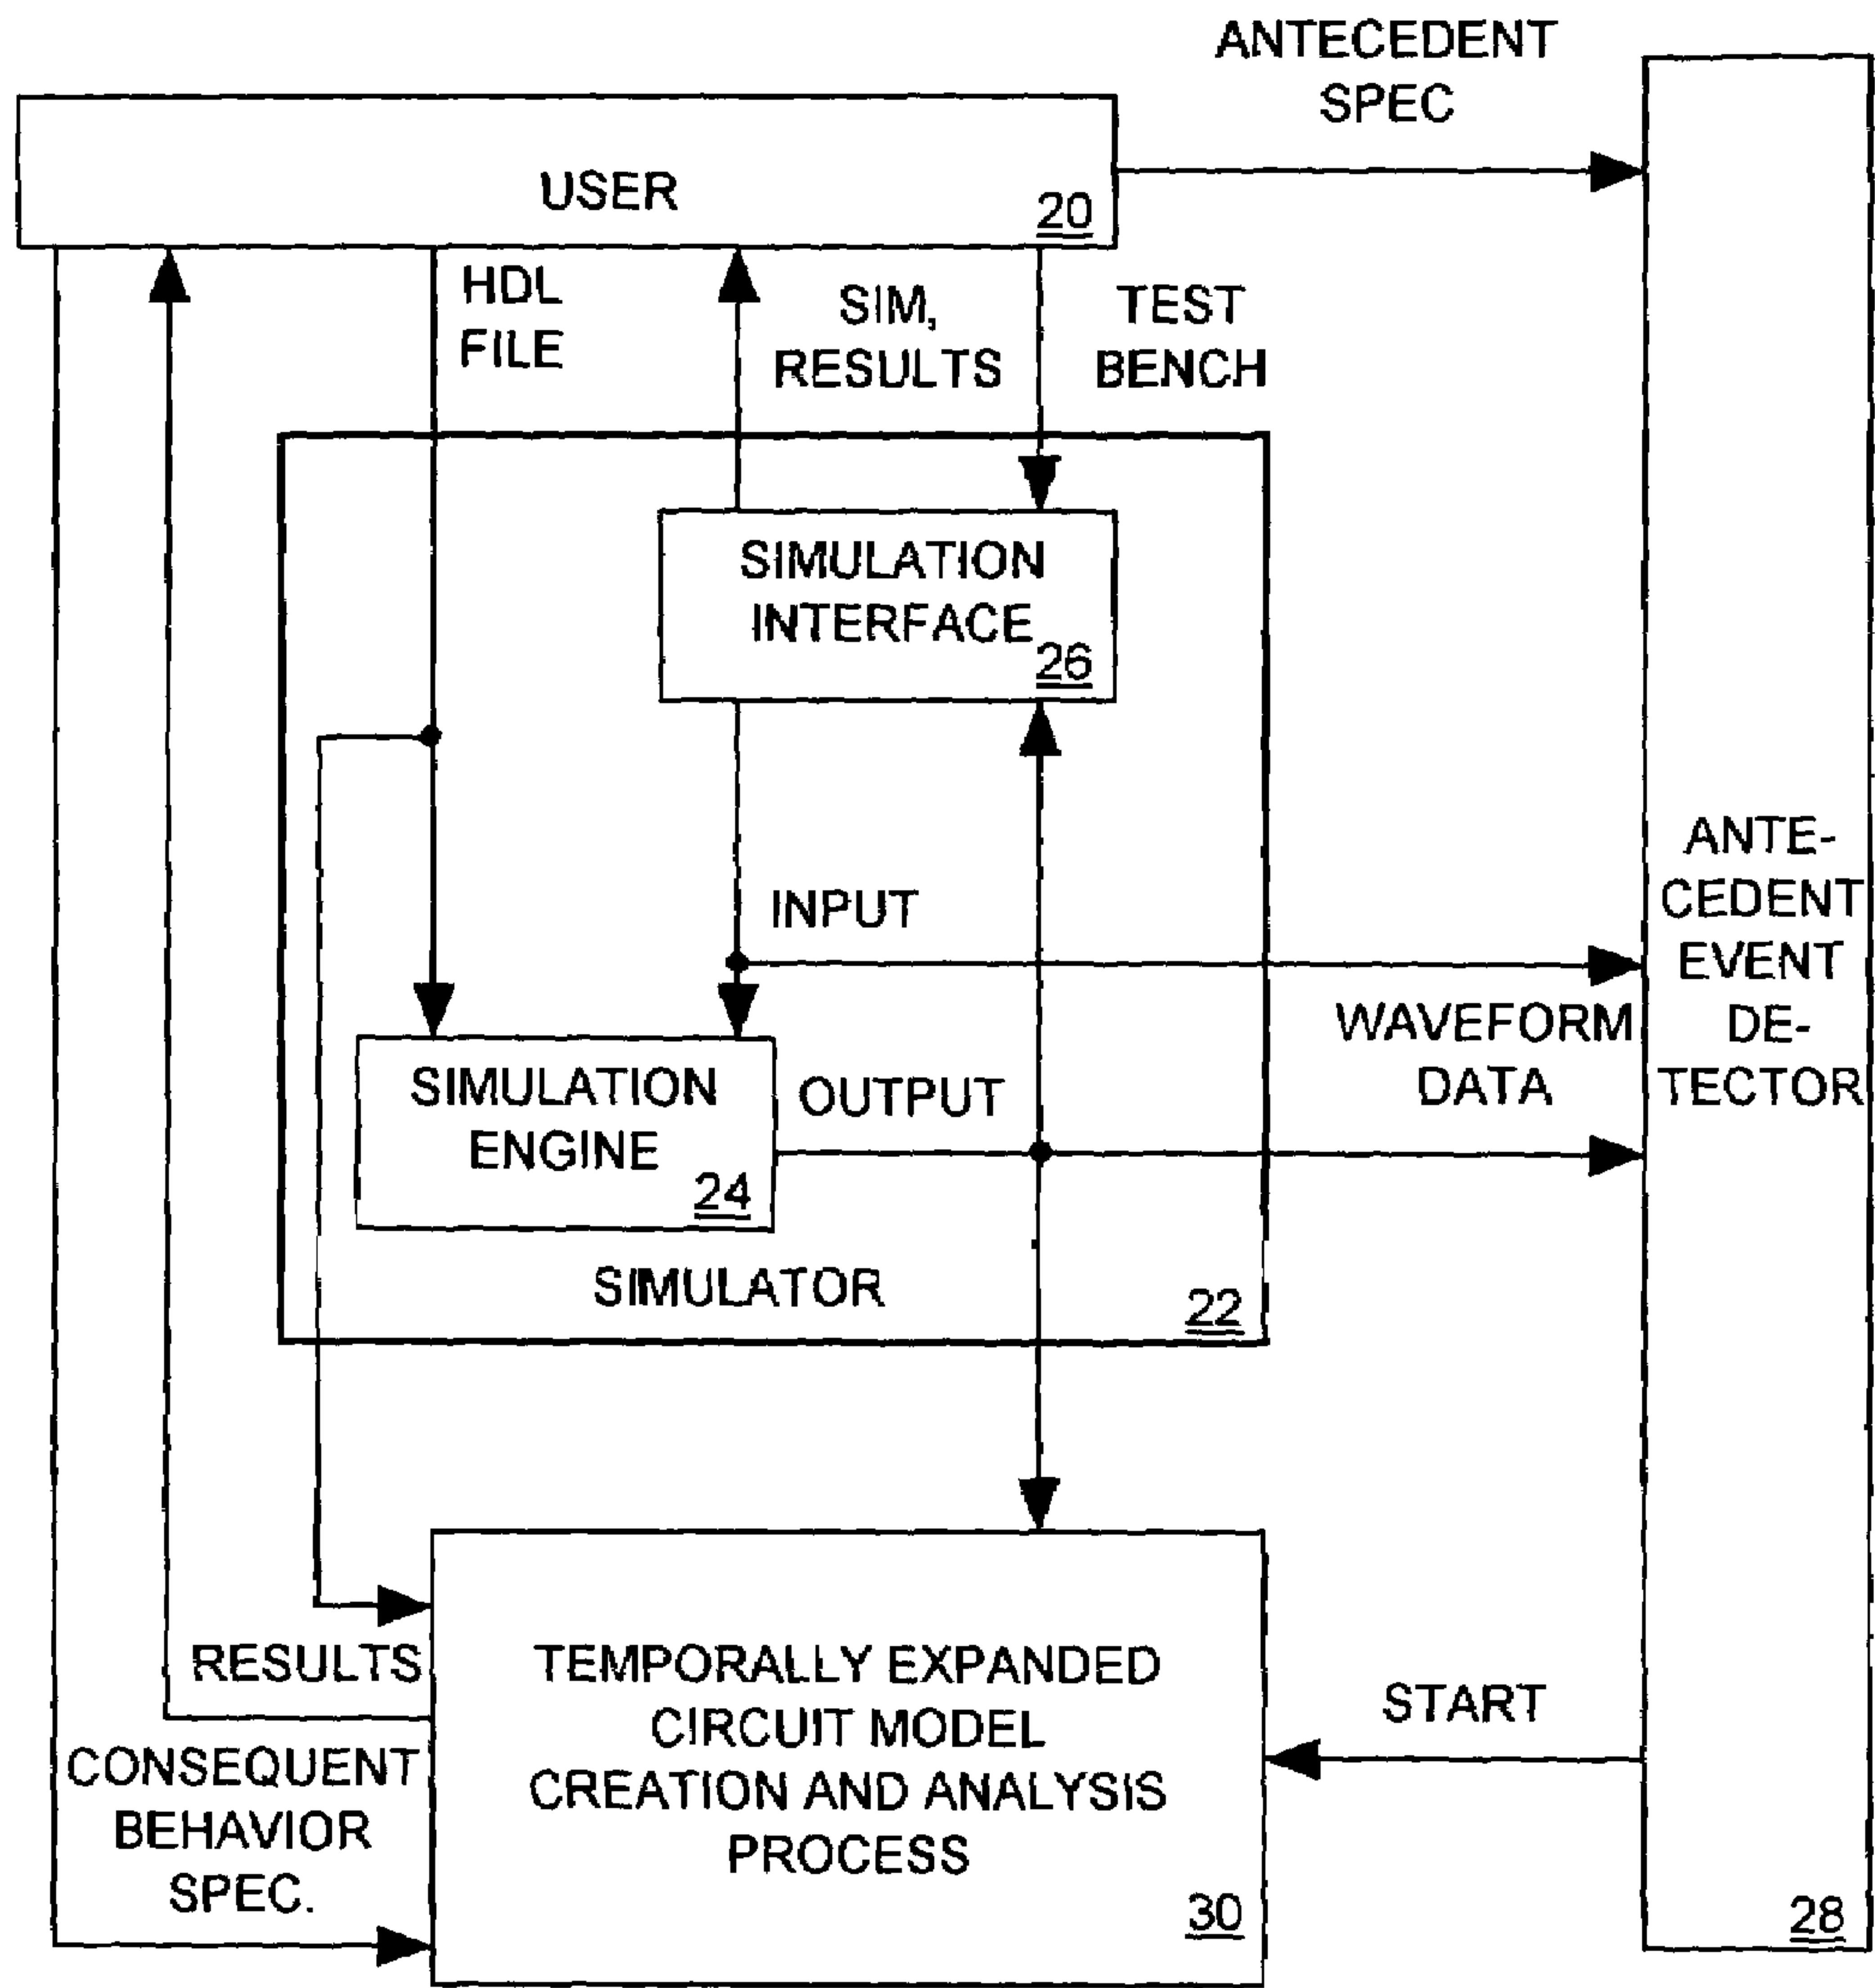 ANTECEDENT
SPEC
USER
20
HDL
FILE
SIM,
RESULTS
TEST
BENCH
SIMULATION
INTERFACE
26
INPUT
ANTE-
CEDENT
EVENT
DE-
TECTOR
WAVEFORM
DATA
SIMULATION
ENGINE
24
OUTPUT
SIMULATOR
22
RESULTS
TEMPORALLY EXPANDED
CIRCUIT MODEL
CREATION AND ANALYSIS
PROCESS
30
START
CONSEQUENT
BEHAVIOR
SPEC.
28